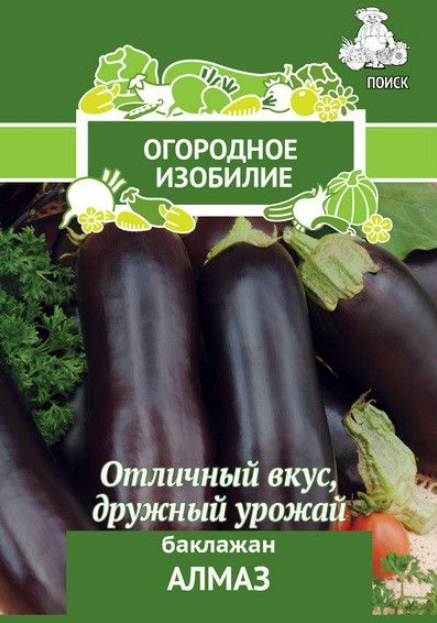 ПОИСК
ОГОРОДНОЕ
ИЗОБИЛИЕ
Отличный вкус,
дружный урожай
баклажан
АЛМАЗ